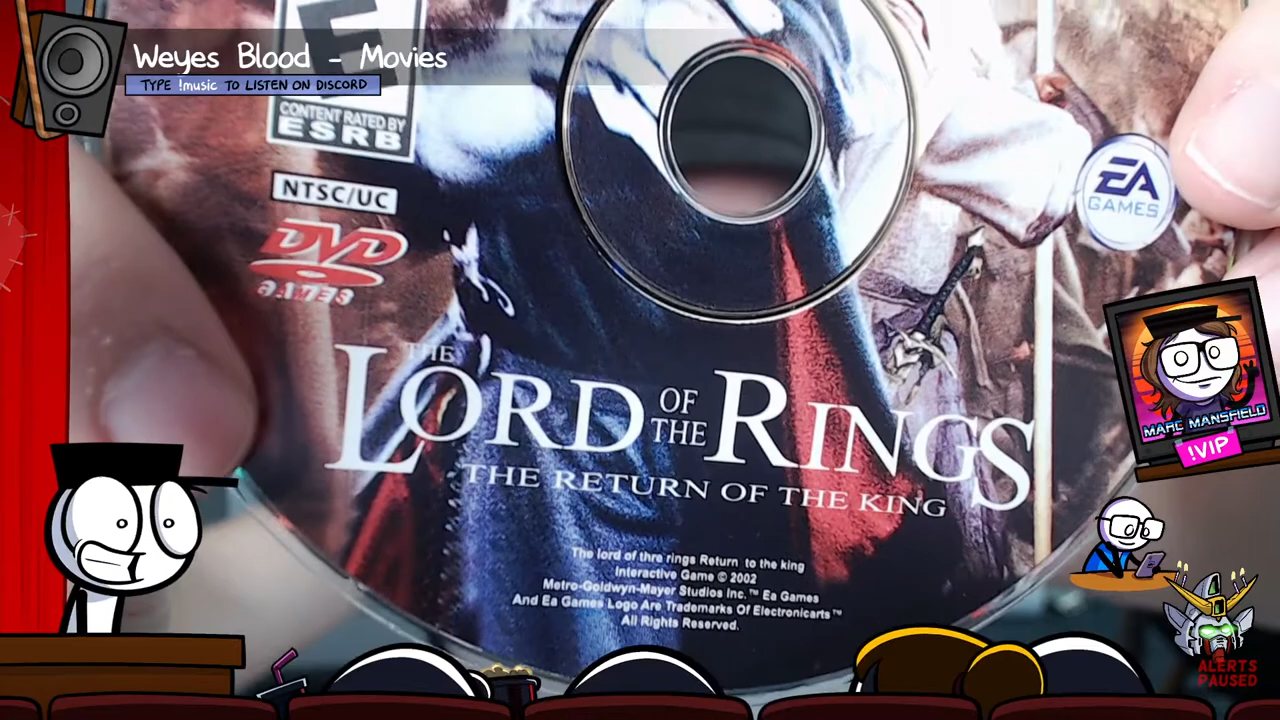 Weyes Blood - Movies
TYPE !music TO LISTEN ON DISCORD
E
CONTENT RATED BY
ESRB
NTSC/UC
DVD
GAMES
EA
GAMES
THE
LORD OF THE RINGS
THE RETURN OF THE KING
The lord of thre rings Return to the king
Interactive Game © 2002
Metro-Goldwyn-Mayer Studios Inc.™ Ea Games
And Ea Games Logo Are Trademarks Of Electronicarts™
All Rights Reserved.
MARC MANSFIELD
!VIP
ALERTS
PAUSED